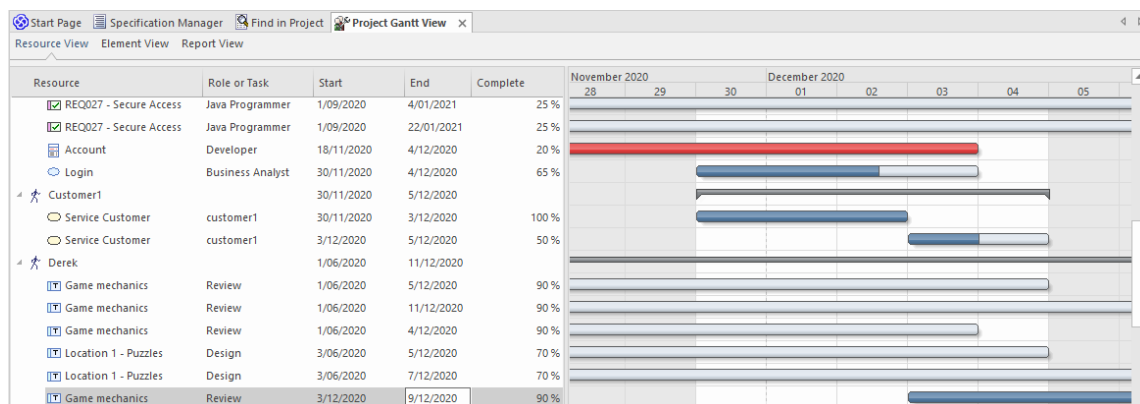 Start Page Specification Manager Find in Project Project Gantt View ×
Resource View Element View Report View
Resource Role or Task Start End Complete November 2020 December 2020
28 29 30 01 02 03 04 05
REQ027 - Secure Access Java Programmer 1/09/2020 4/01/2021 25 %
REQ027 - Secure Access Java Programmer 1/09/2020 22/01/2021 25 %
Account Developer 18/11/2020 4/12/2020 20 %
Login Business Analyst 30/11/2020 4/12/2020 65 %
Customer1 30/11/2020 5/12/2020
Service Customer customer1 30/11/2020 3/12/2020 100 %
Service Customer customer1 3/12/2020 5/12/2020 50 %
Derek 1/06/2020 11/12/2020
Game mechanics Review 1/06/2020 5/12/2020 90 %
Game mechanics Review 1/06/2020 11/12/2020 90 %
Game mechanics Review 1/06/2020 4/12/2020 90 %
Location 1 - Puzzles Design 3/06/2020 5/12/2020 70 %
Location 1 - Puzzles Design 3/06/2020 7/12/2020 70 %
Game mechanics Review 3/12/2020 9/12/2020 90 %